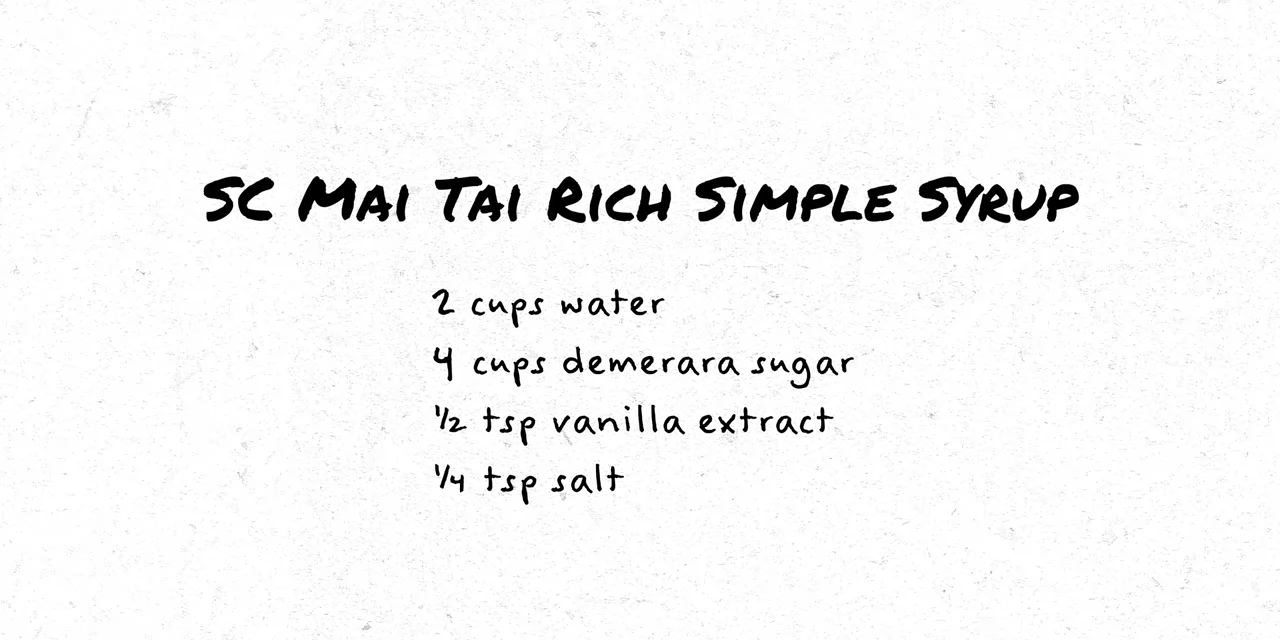 SC Mai Tai Rich Simple Syrup
2 cups water
4 cups demerara sugar
½ tsp vanilla extract
¼ tsp salt